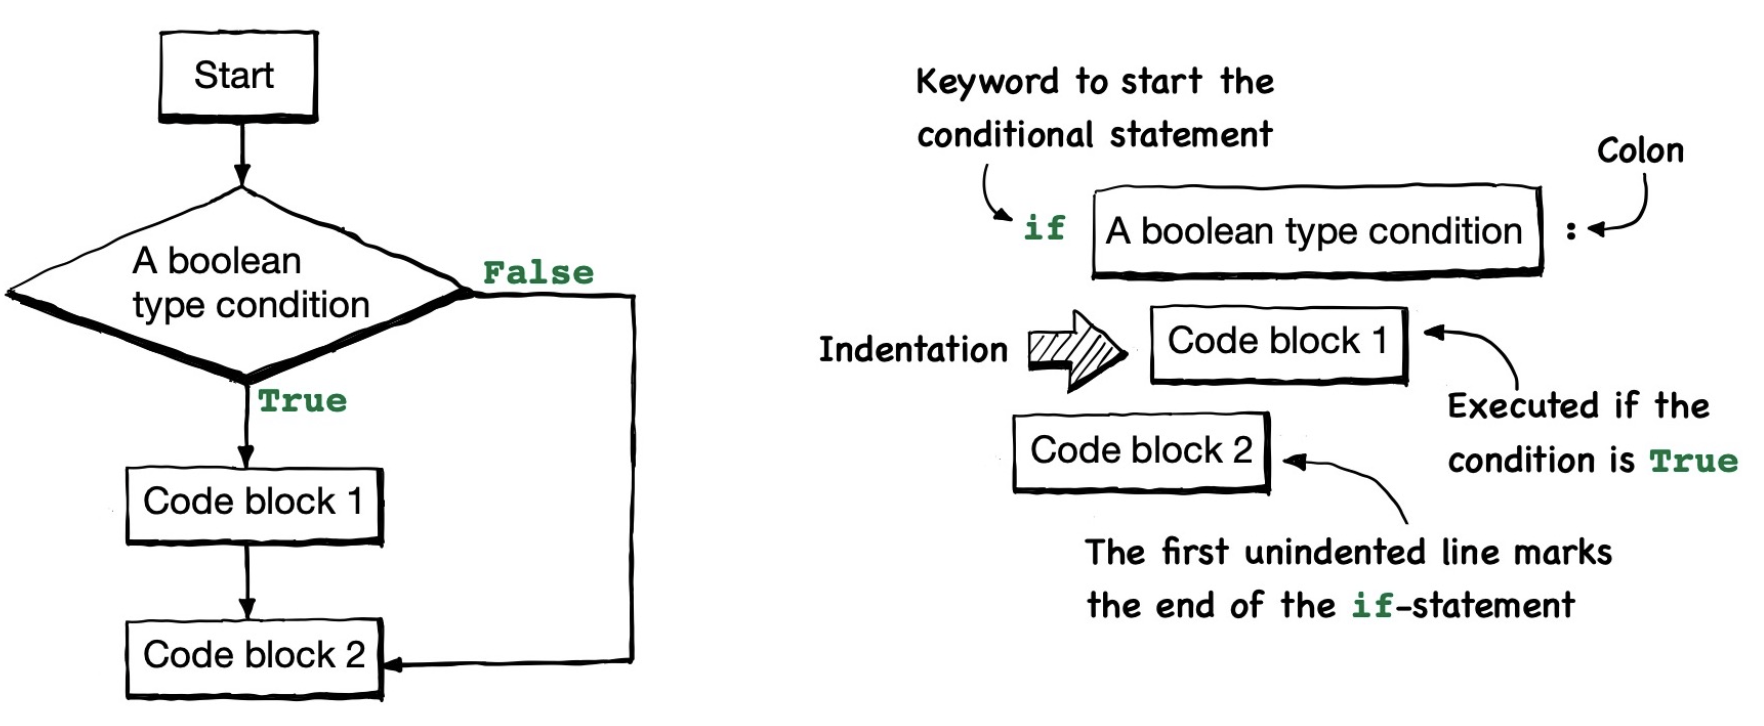 Start
A boolean
type condition
False
True
Code block 1
Code block 2
Keyword to start the
conditional statement
Colon
if A boolean type condition :
Indentation
Code block 1
Executed if the
condition is True
Code block 2
The first unindented line marks
the end of the if-statement